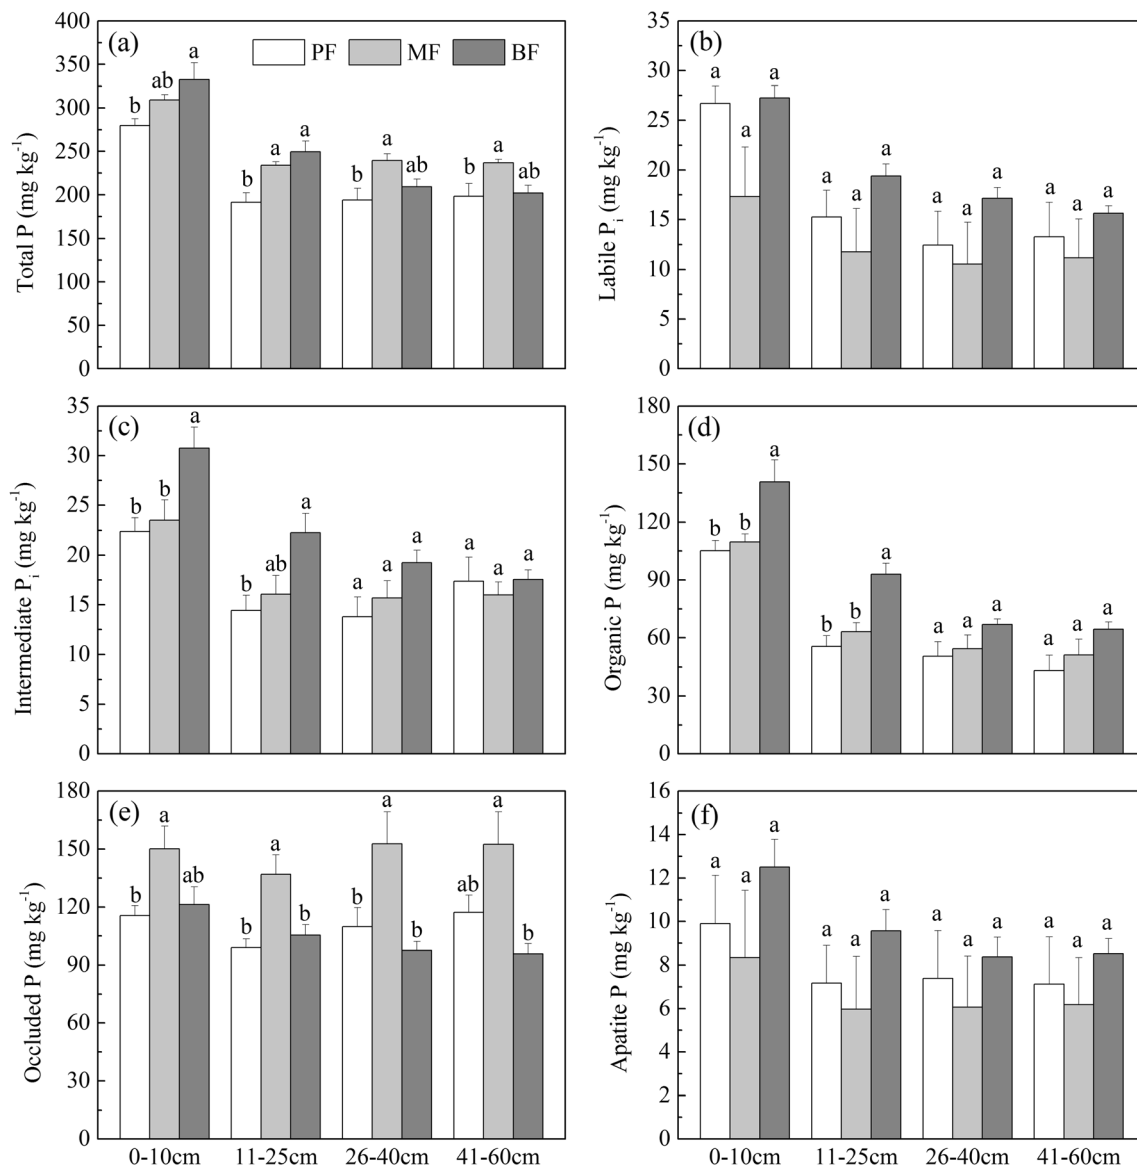 (a)
PF MF BF
Total P (mg kg-1)
400
350
300
250
200
150
100
50
0
b ab a
b a a
b a ab
b a ab
(b)
Labile Pi (mg kg-1)
35
30
25
20
15
10
5
0
a a a
a a a
a a a
a a a
(c)
Intermediate Pi (mg kg-1)
35
30
25
20
15
10
5
0
b b a
b ab a
a a a
a a a
(d)
Organic P (mg kg-1)
180
150
120
90
60
30
0
b b a
b b a
a a a
a a a
(e)
Occluded P (mg kg-1)
180
150
120
90
60
30
0
b a ab
b a b
b a b
ab a b
0-10cm 11-25cm 26-40cm 41-60cm
(f)
Apatite P (mg kg-1)
16
14
12
10
8
6
4
2
0
a a a
a a a
a a a
a a a
0-10cm 11-25cm 26-40cm 41-60cm